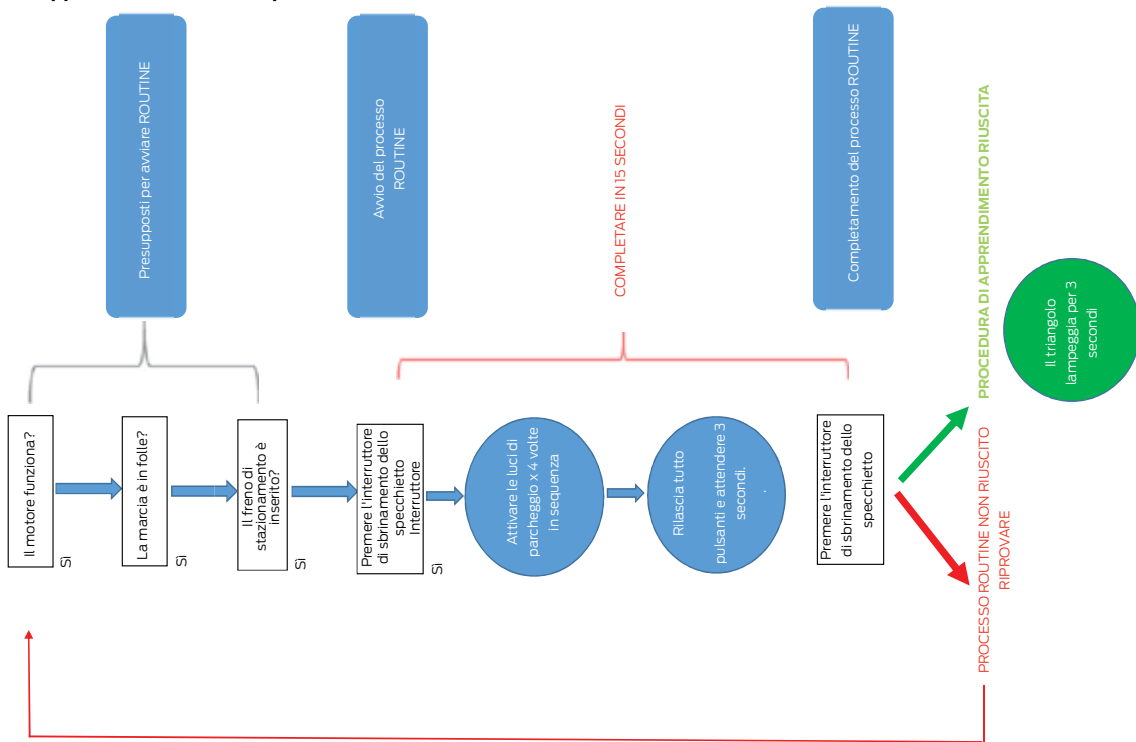 Presupposti per avviare ROUTINE
Il motore funziona?
Sì
La marcia è in folle?
Sì
Il freno di
stazionamento è
inserito?
Sì
Avvio del processo
ROUTINE
Premere l'interruttore
di sbrinamento dello
specchietto
Interruttore
Sì
COMPLETARE IN 15 SECONDI
Attivare le luci di
parcheggio x 4 volte
in sequenza
Rilascia tutto
pulsanti e attendere 3
secondi.
.
Completamento del processo ROUTINE
Premere l'interruttore
di sbrinamento dello
specchietto
PROCESSO ROUTINE NON RIUSCITO
RIPROVARE
PROCEDURA DI APPRENDIMENTO RIUSCITA
Il triangolo
lampeggia per 3
secondi